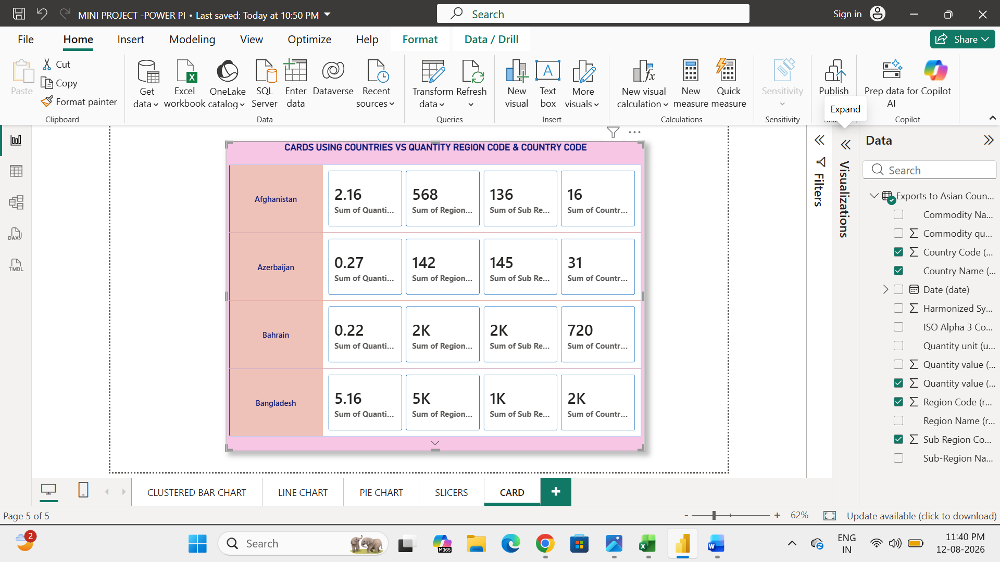 MINI PROJECT -POWER PI • Last saved: Today at 10:50 PM
Search
Sign in
File
Home
Insert
Modeling
View
Optimize
Help
Format
Data / Drill
Share
Paste
Cut
Copy
Format painter
Clipboard
Get data
Excel workbook
OneLake catalog
SQL Server
Enter data
Dataverse
Recent sources
Data
Transform data
Refresh
Queries
New visual
Text box
More visuals
Insert
New visual calculation
New measure
Quick measure
Calculations
Sensitivity
Sensitivity
Publish
Expand
Prep data for AI
Copilot
Copilot
CARDS USING COUNTRIES VS QUANTITY REGION CODE & COUNTRY CODE
Afghanistan
2.16
Sum of Quanti...
568
Sum of Region...
136
Sum of Sub Re...
16
Sum of Countr...
Azerbaijan
0.27
Sum of Quanti...
142
Sum of Region...
145
Sum of Sub Re...
31
Sum of Countr...
Bahrain
0.22
Sum of Quanti...
2K
Sum of Region...
2K
Sum of Sub Re...
720
Sum of Countr...
Bangladesh
5.16
Sum of Quanti...
5K
Sum of Region...
1K
Sum of Sub Re...
2K
Sum of Countr...
Filters
Visualizations
Data
Search
Exports to Asian Coun...
Commodity Na...
Commodity qu...
Country Code (...
Country Name (...
Date (date)
Harmonized Sy...
ISO Alpha 3 Co...
Quantity unit (u...
Quantity value (...
Quantity value (...
Region Code (r...
Region Name (r...
Sub Region Co...
Sub-Region Na...
DAX
TMDL
CLUSTERED BAR CHART
LINE CHART
PIE CHART
SLICERS
CARD
Page 5 of 5
62%
Update available (click to download)
2
Search
M365
ENG
IN
11:40 PM
12-08-2026